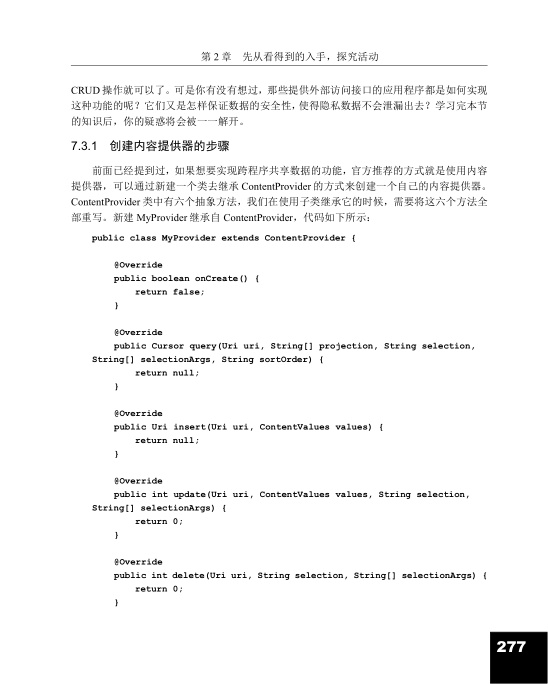 第 2 章 先从看得到的入手，探究活动
CRUD 操作就可以了。可是你有没有想过，那些提供外部访问接口的应用程序都是如何实现
这种功能的呢？它们又是怎样保证数据的安全性，使得隐私数据不会泄漏出去？学习完本节
的知识后，你的疑惑将会被一一解开。
7.3.1 创建内容提供器的步骤
前面已经提到过，如果想要实现跨程序共享数据的功能，官方推荐的方式就是使用内容
提供器，可以通过新建一个类去继承 ContentProvider 的方式来创建一个自己的内容提供器。
ContentProvider 类中有六个抽象方法，我们在使用子类继承它的时候，需要将这六个方法全
部重写。新建 MyProvider 继承自 ContentProvider，代码如下所示：
public class MyProvider extends ContentProvider {
@Override
public boolean onCreate() {
return false;
}
@Override
public Cursor query(Uri uri, String[] projection, String selection,
String[] selectionArgs, String sortOrder) {
return null;
}
@Override
public Uri insert(Uri uri, ContentValues values) {
return null;
}
@Override
public int update(Uri uri, ContentValues values, String selection,
String[] selectionArgs) {
return 0;
}
@Override
public int delete(Uri uri, String selection, String[] selectionArgs) {
return 0;
}
277